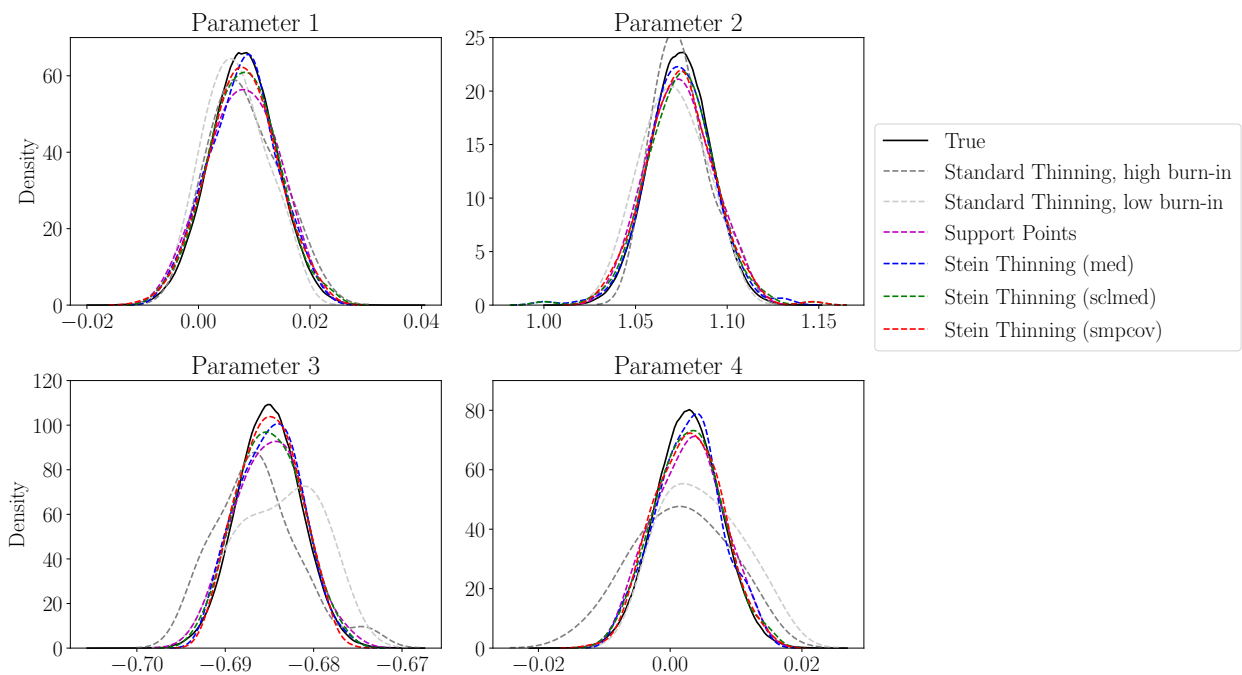 Parameter 1
Parameter 2
Density
60
40
20
0
−0.02
0.00
0.02
0.04
25
20
15
10
5
0
1.00
1.05
1.10
1.15
True
Standard Thinning, high burn-in
Standard Thinning, low burn-in
Support Points
Stein Thinning (med)
Stein Thinning (sclmed)
Stein Thinning (smpcov)
Parameter 3
Parameter 4
Density
120
100
80
60
40
20
0
−0.70
−0.69
−0.68
−0.67
80
60
40
20
0
−0.02
0.00
0.02